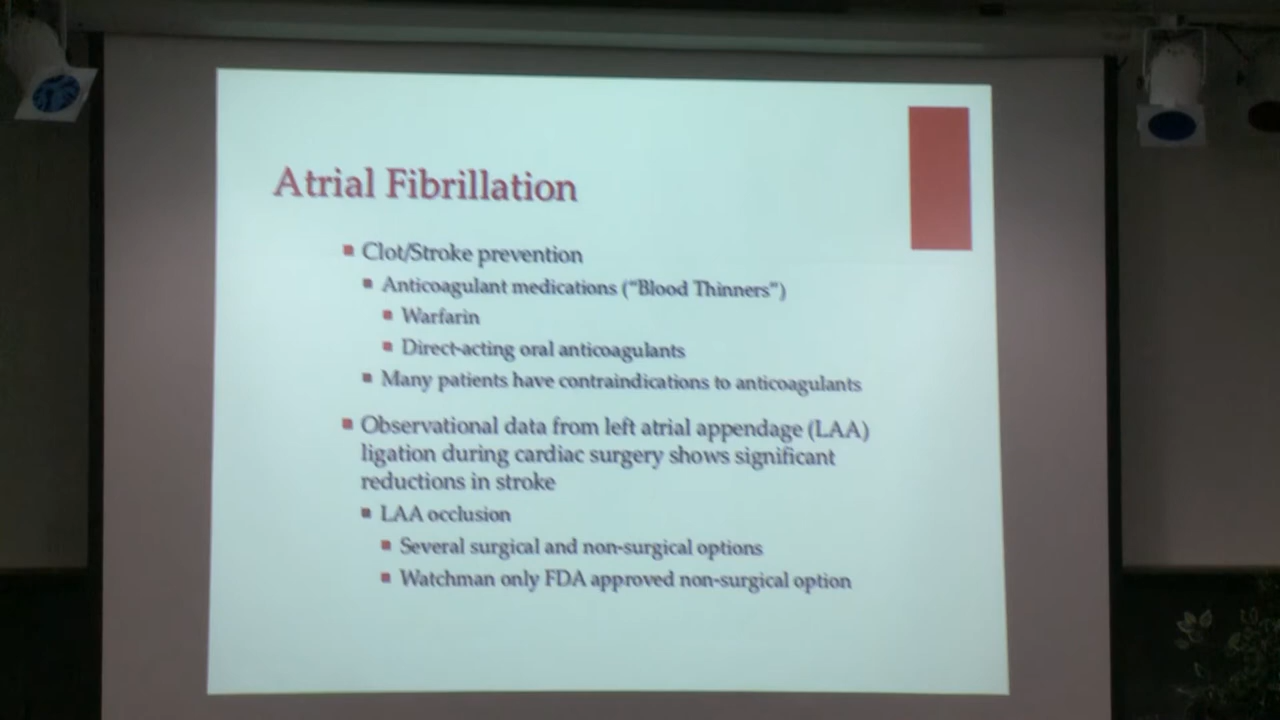 Atrial Fibrillation
Clot/Stroke prevention
Anticoagulant medications ("Blood Thinners")
Warfarin
Direct-acting oral anticoagulants
Many patients have contraindications to anticoagulants
Observational data from left atrial appendage (LAA)
ligation during cardiac surgery shows significant
reductions in stroke
LAA occlusion
Several surgical and non-surgical options
Watchman only FDA approved non-surgical option